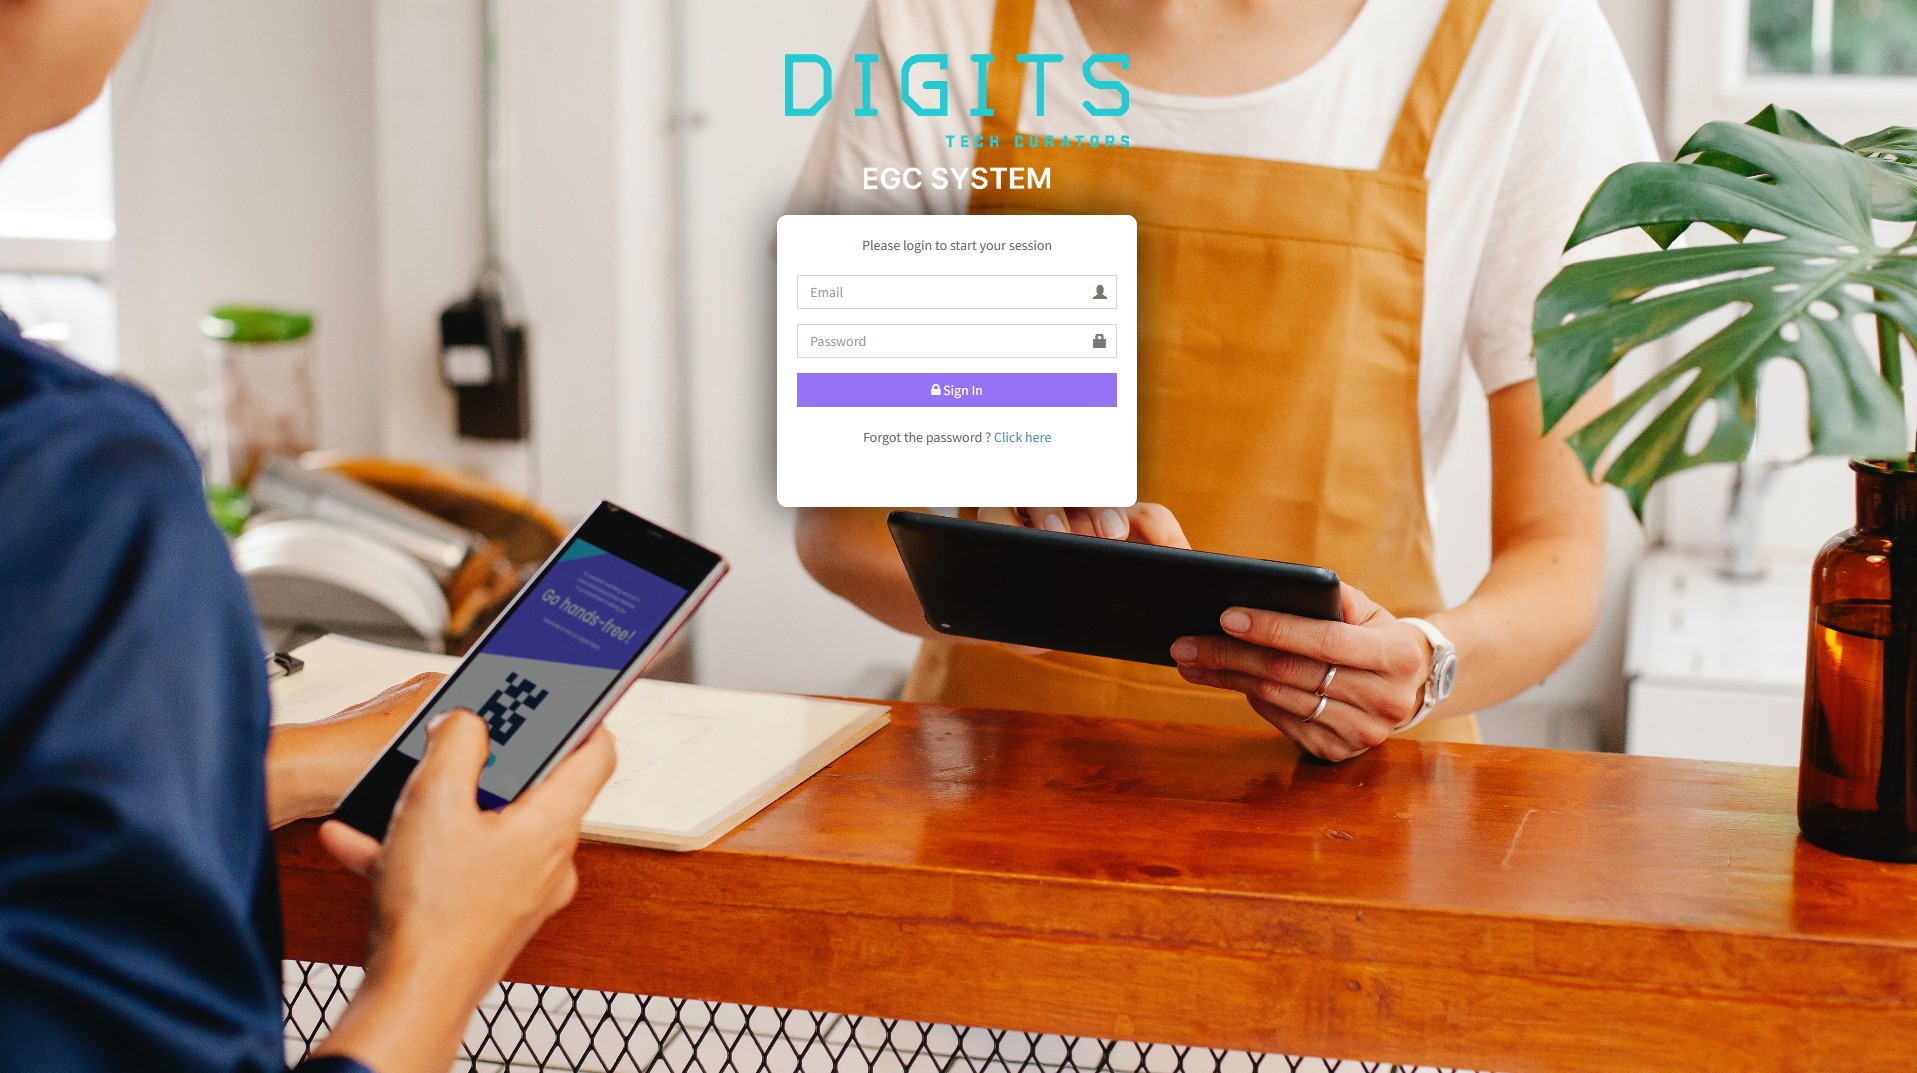 DIGITS
TECH CURATORS
EGC SYSTEM
Please login to start your session
Email
Password
Sign In
Forgot the password ? Click here
Go hands-free!